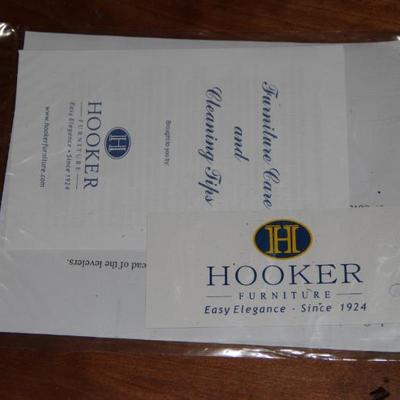 Furniture Care
and
Cleaning Tips
Brought to you by:
H
HOOKER
FURNITURE
Easy Elegance • Since 1924
www.hookerfurniture.com
of the levelers.
H
HOOKER
FURNITURE
Easy Elegance - Since 1924